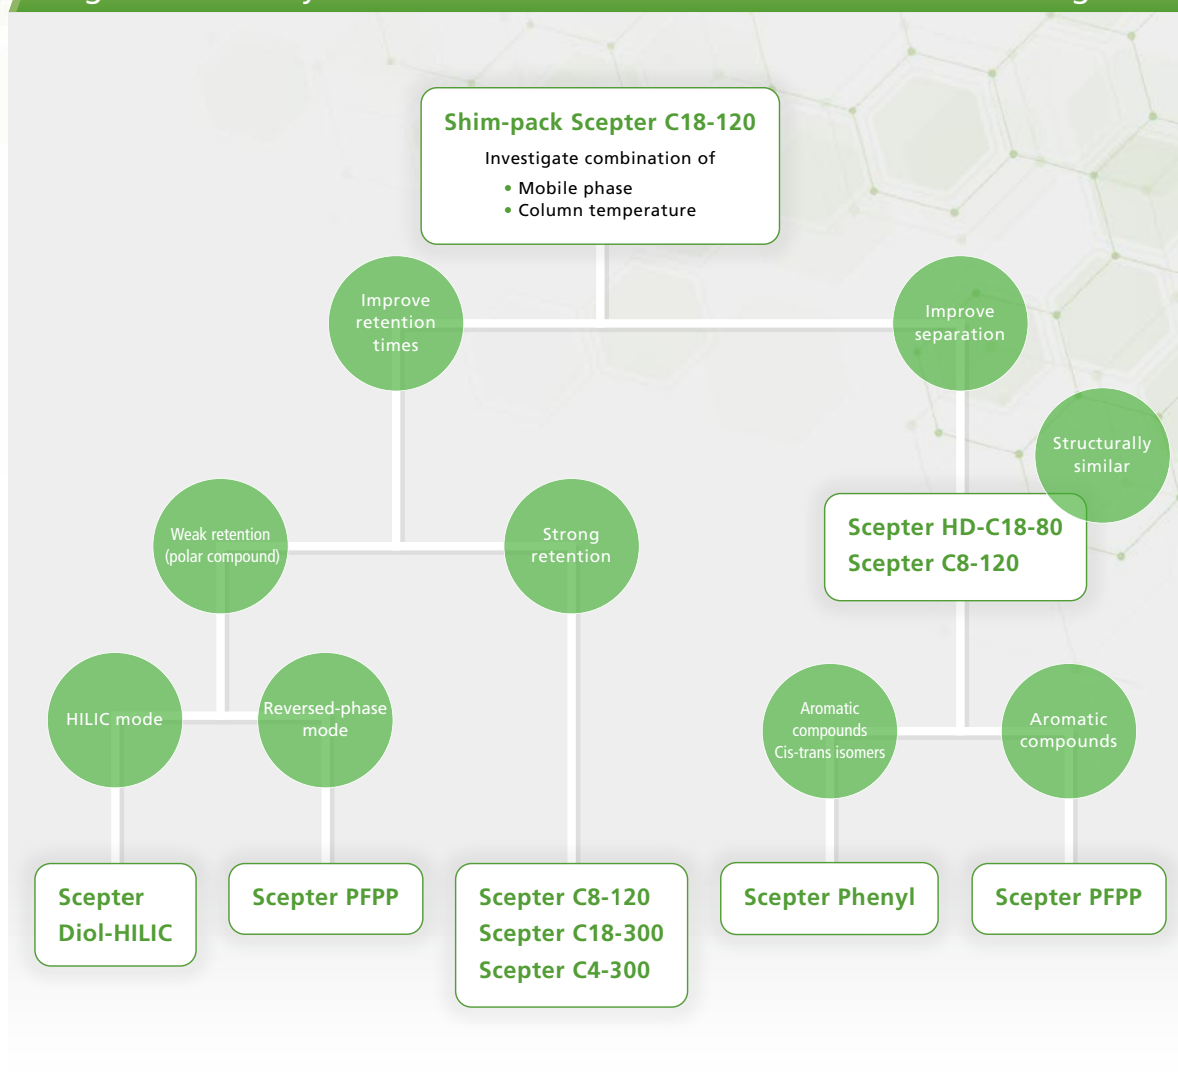 Shim-pack Scepter C18-120
Investigate combination of
• Mobile phase
• Column temperature
Improve
retention
times
Improve
separation
Structurally
similar
Weak retention
(polar compound)
Strong
retention
Scepter HD-C18-80
Scepter C8-120
HILIC mode
Reversed-phase
mode
Aromatic
compounds
Cis-trans isomers
Aromatic
compounds
Scepter
Diol-HILIC
Scepter PFPP
Scepter C8-120
Scepter C18-300
Scepter C4-300
Scepter Phenyl
Scepter PFPP